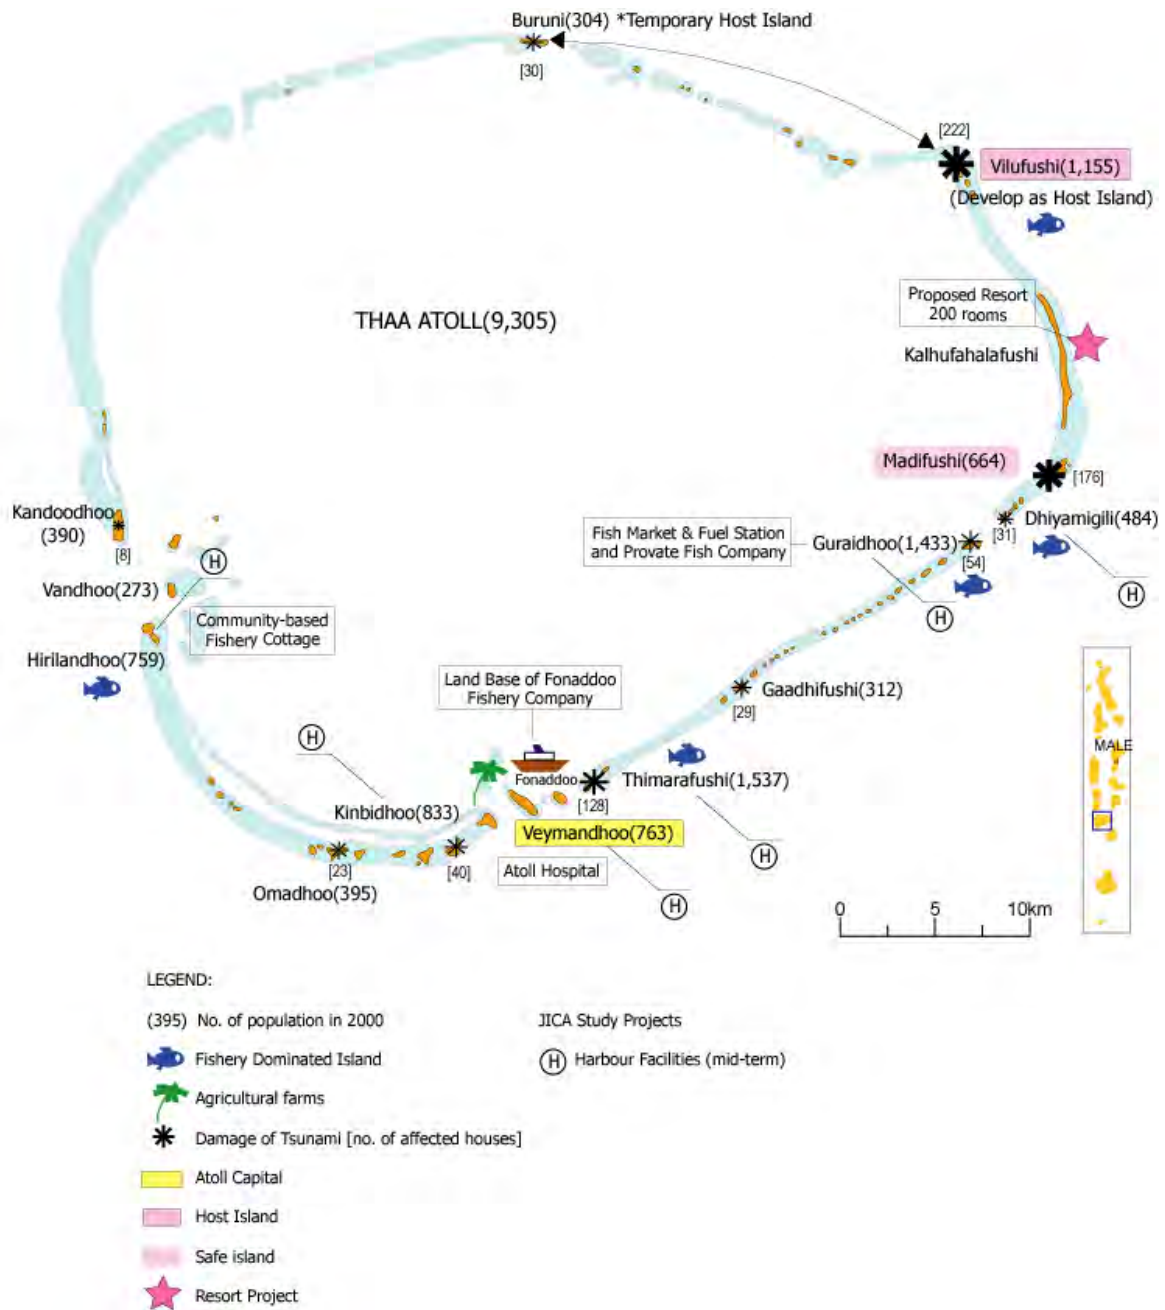 Buruni(304) *Temporary Host Island
[30]
[222]
Vilufushi(1,155)
(Develop as Host Island)
Proposed Resort
200 rooms
THAA ATOLL(9,305)
Kalhufahalafushi
Madifushi(664)
[176]
Kandoodhoo
(390)
[8]
Dhiyamigili(484)
[31]
Fish Market & Fuel Station
and Provate Fish Company
Guraidhoo(1,433)
[54]
H
H
H
Vandhoo(273)
Community-based
Fishery Cottage
Hirilandhoo(759)
Land Base of Fonaddoo
Fishery Company
Gaadhifushi(312)
[29]
MALE
H
Fonaddoo
Thimarafushi(1,537)
[128]
Kinbidhoo(833)
Veymandhoo(763)
H
[23]
[40]
Atoll Hospital
Omadhoo(395)
H
0 5 10km
LEGEND:
(395) No. of population in 2000
JICA Study Projects
Fishery Dominated Island
H Harbour Facilities (mid-term)
Agricultural farms
Damage of Tsunami [no. of affected houses]
Atoll Capital
Host Island
Safe island
Resort Project